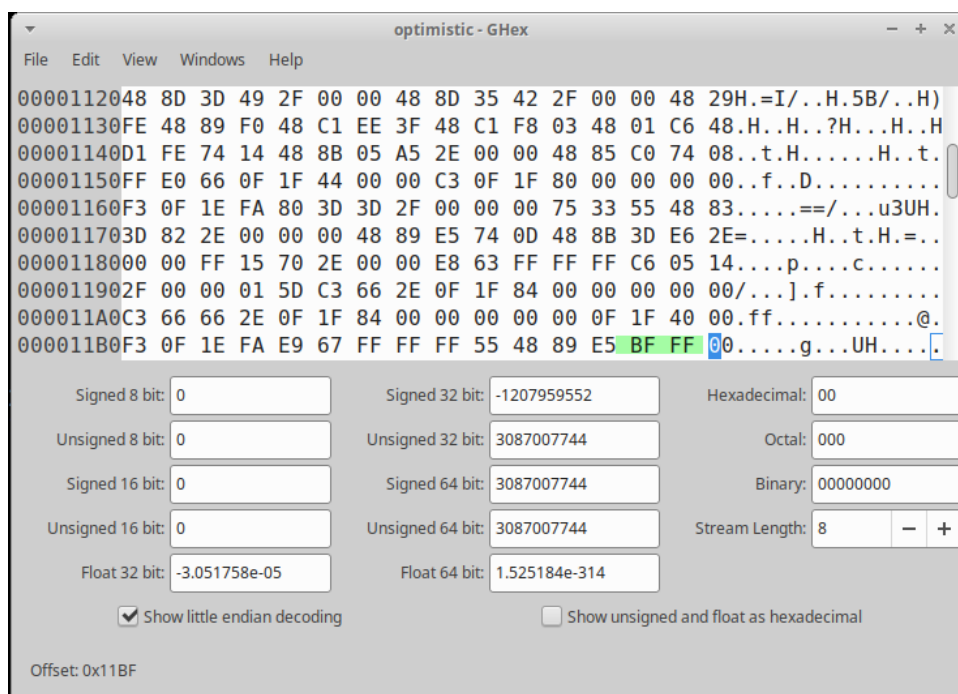 optimistic - GHex
File Edit View Windows Help
0000112048 8D 3D 49 2F 00 00 48 8D 35 42 2F 00 00 48 29H.=I/..H.5B/..H)
00001130FE 48 89 F0 48 C1 EE 3F 48 C1 F8 03 48 01 C6 48.H..H..?H...H..H
00001140D1 FE 74 14 48 8B 05 A5 2E 00 00 48 85 C0 74 08..t.H......H..t.
00001150FF E0 66 0F 1F 44 00 00 C3 0F 1F 80 00 00 00 00..f..D..........
00001160F3 0F 1E FA 80 3D 3D 2F 00 00 00 75 33 55 48 83.....==/...u3UH.
000011703D 82 2E 00 00 00 48 89 E5 74 0D 48 8B 3D E6 2E=.....H..t.H.=..
0000118000 00 FF 15 70 2E 00 00 E8 63 FF FF FF C6 05 14....p....c......
000011902F 00 00 01 5D C3 66 2E 0F 1F 84 00 00 00 00 00/...].f.........
000011A0C3 66 66 2E 0F 1F 84 00 00 00 00 00 0F 1F 40 00.ff...........@.
000011B0F3 0F 1E FA E9 67 FF FF FF 55 48 89 E5 BF FF 00.....g...UH.....
Signed 8 bit: 0 Signed 32 bit: -1207959552 Hexadecimal: 00
Unsigned 8 bit: 0 Unsigned 32 bit: 3087007744 Octal: 000
Signed 16 bit: 0 Signed 64 bit: 3087007744 Binary: 00000000
Unsigned 16 bit: 0 Unsigned 64 bit: 3087007744 Stream Length: 8 − +
Float 32 bit: -3.051758e-05 Float 64 bit: 1.525184e-314
Show little endian decoding Show unsigned and float as hexadecimal
Offset: 0x11BF